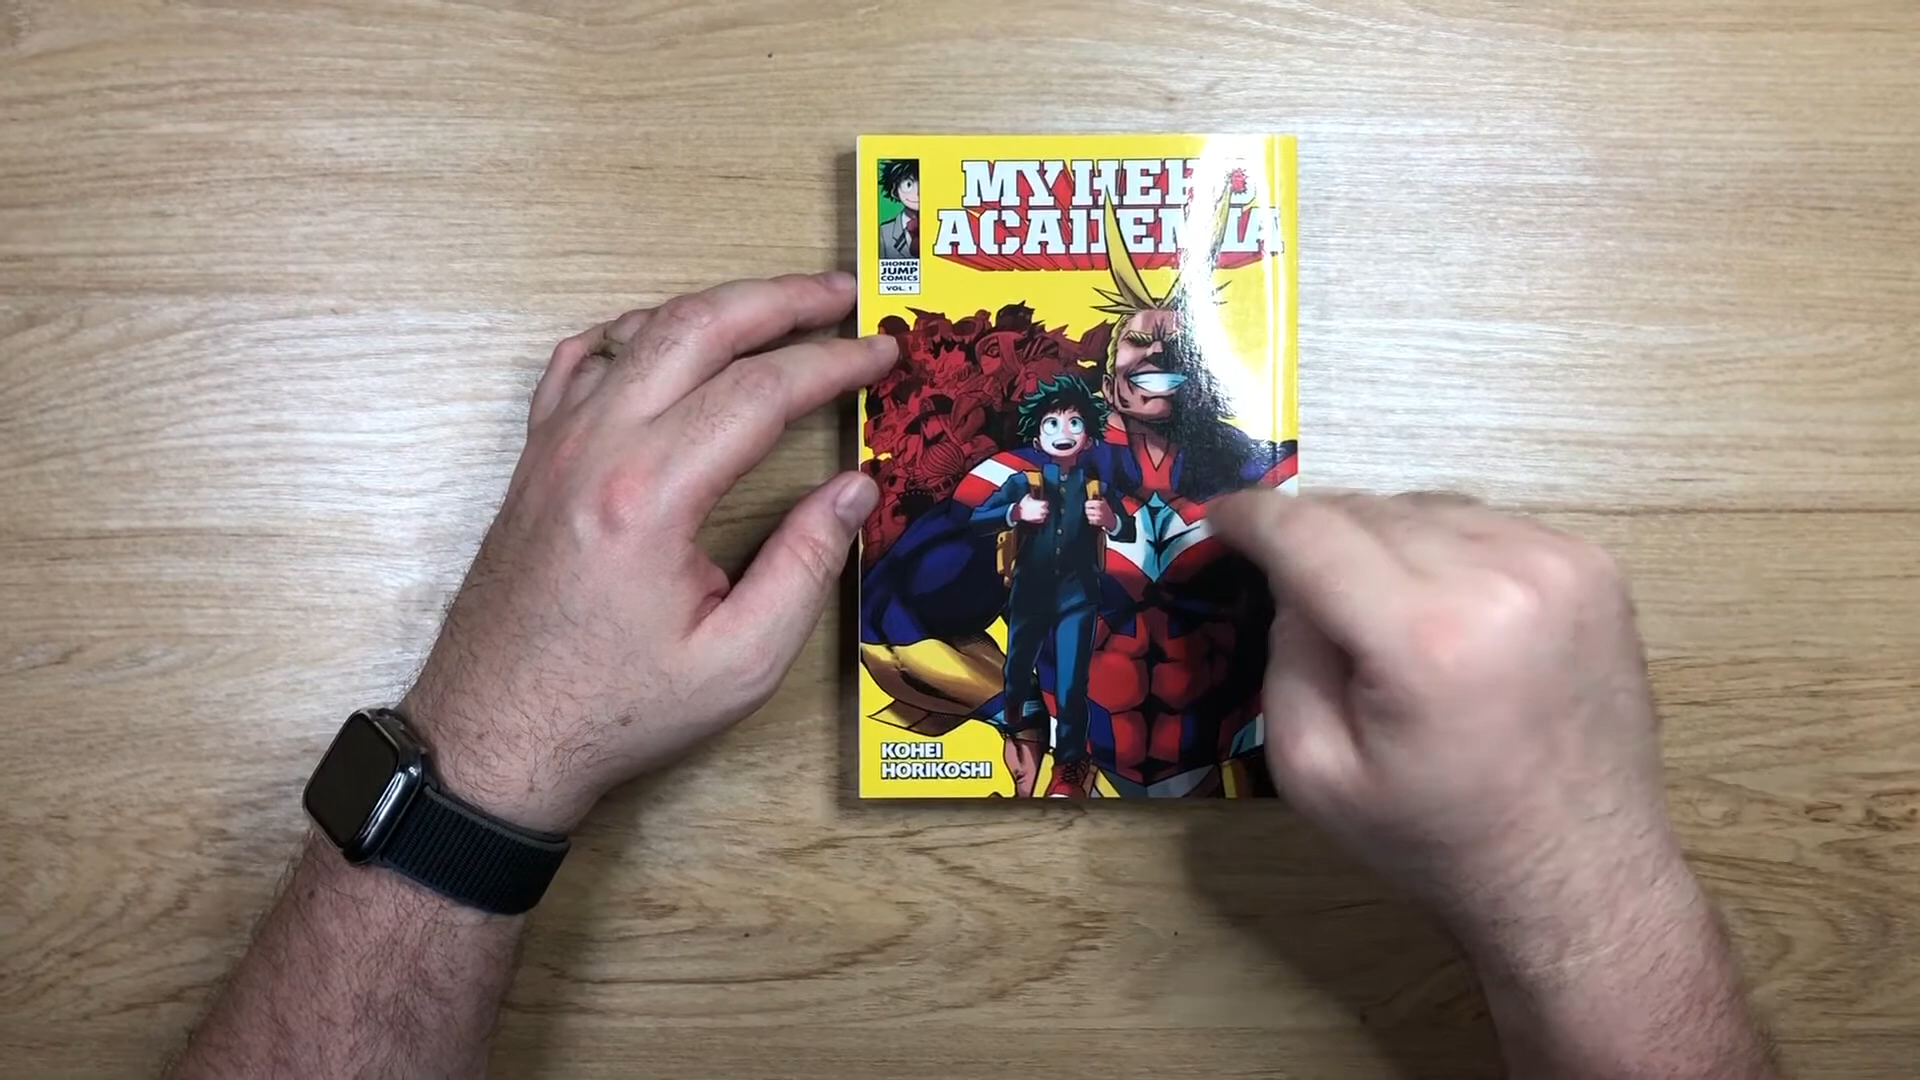 MY HERO
ACADEMIA
SHONEN
JUMP
COMICS
VOL. 1
KOHEI
HORIKOSHI